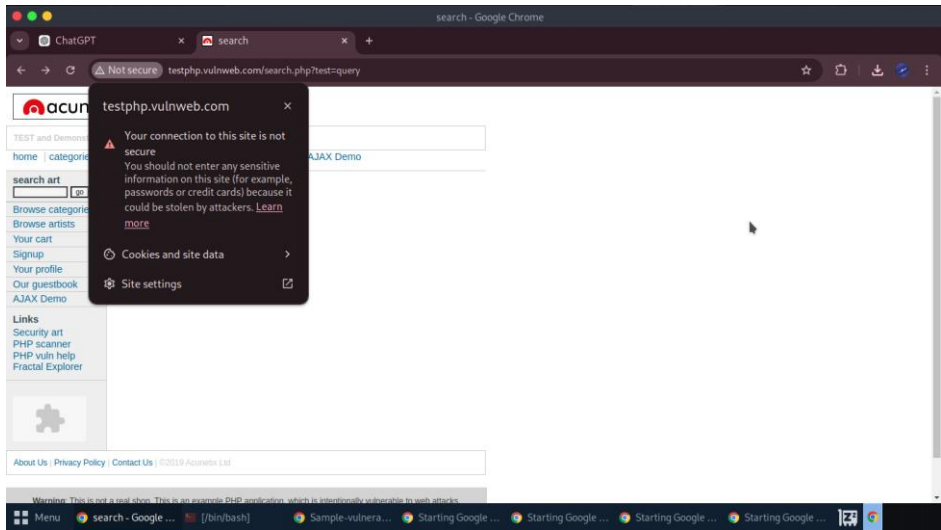 search - Google Chrome
ChatGPT × search × +
Not secure testphp.vulnweb.com/search.php?test=query
acun
testphp.vulnweb.com ×
TEST and Demons
Your connection to this site is not
secure
You should not enter any sensitive
information on this site (for example,
passwords or credit cards) because it
could be stolen by attackers. Learn
more
Cookies and site data
Site settings
home | categorie
AJAX Demo
search art
go
Browse categorie
Browse artists
Your cart
Signup
Your profile
Our guestbook
AJAX Demo
Links
Security art
PHP scanner
PHP vuln help
Fractal Explorer
About Us | Privacy Policy | Contact Us | ©2019 Acunetix Ltd
Warning: This is not a real shop. This is an example PHP application, which is intentionally vulnerable to web attacks.
Menu search - Google ... [/bin/bash] Sample-vulnera... Starting Google ... Starting Google ... Starting Google ... Starting Google ...